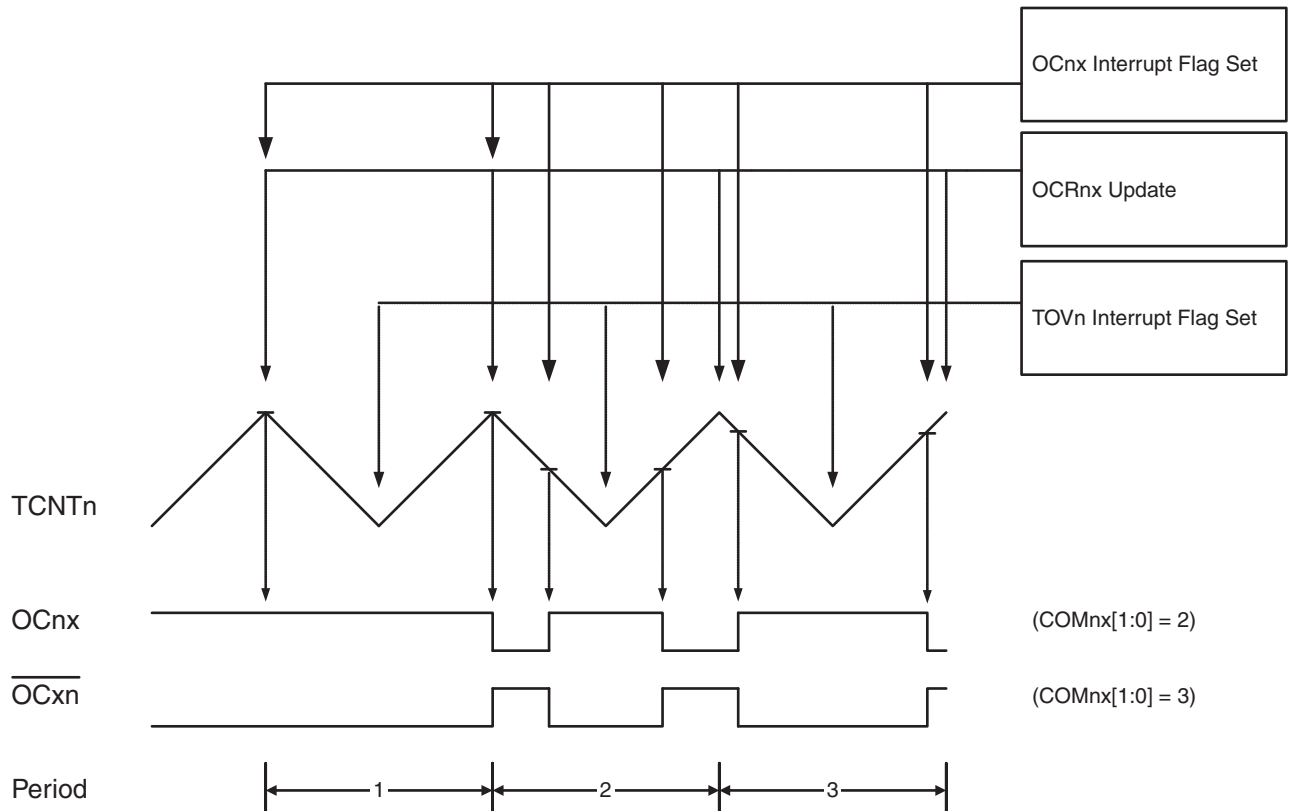 OCnx Interrupt Flag Set
OCRnx Update
TOVn Interrupt Flag Set
TCNTn
OCnx
(COMnx[1:0] = 2)
OCxn
(COMnx[1:0] = 3)
Period
1
2
3